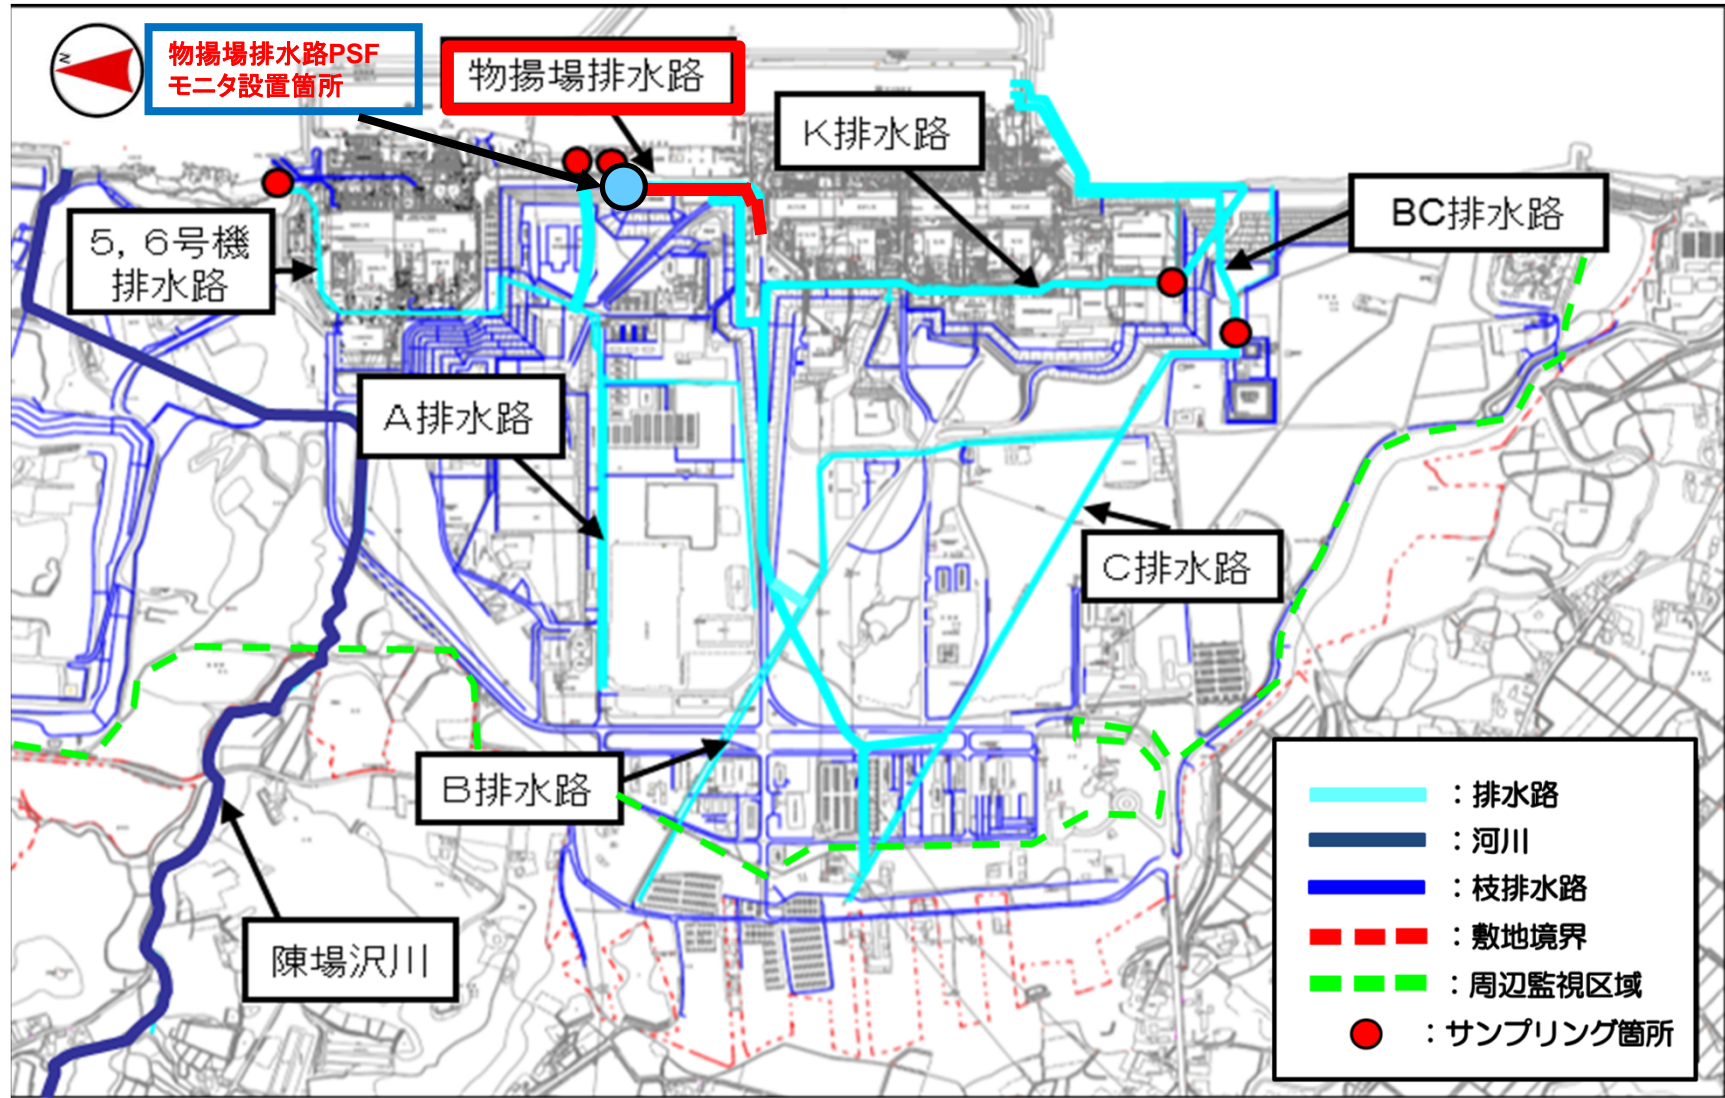 N
物揚場排水路PSF
モニタ設置箇所
物揚場排水路
K排水路
BC排水路
5,6号機
排水路
A排水路
C排水路
B排水路
陳場沢川
：排水路
：河川
：枝排水路
：敷地境界
：周辺監視区域
：サンプリング箇所